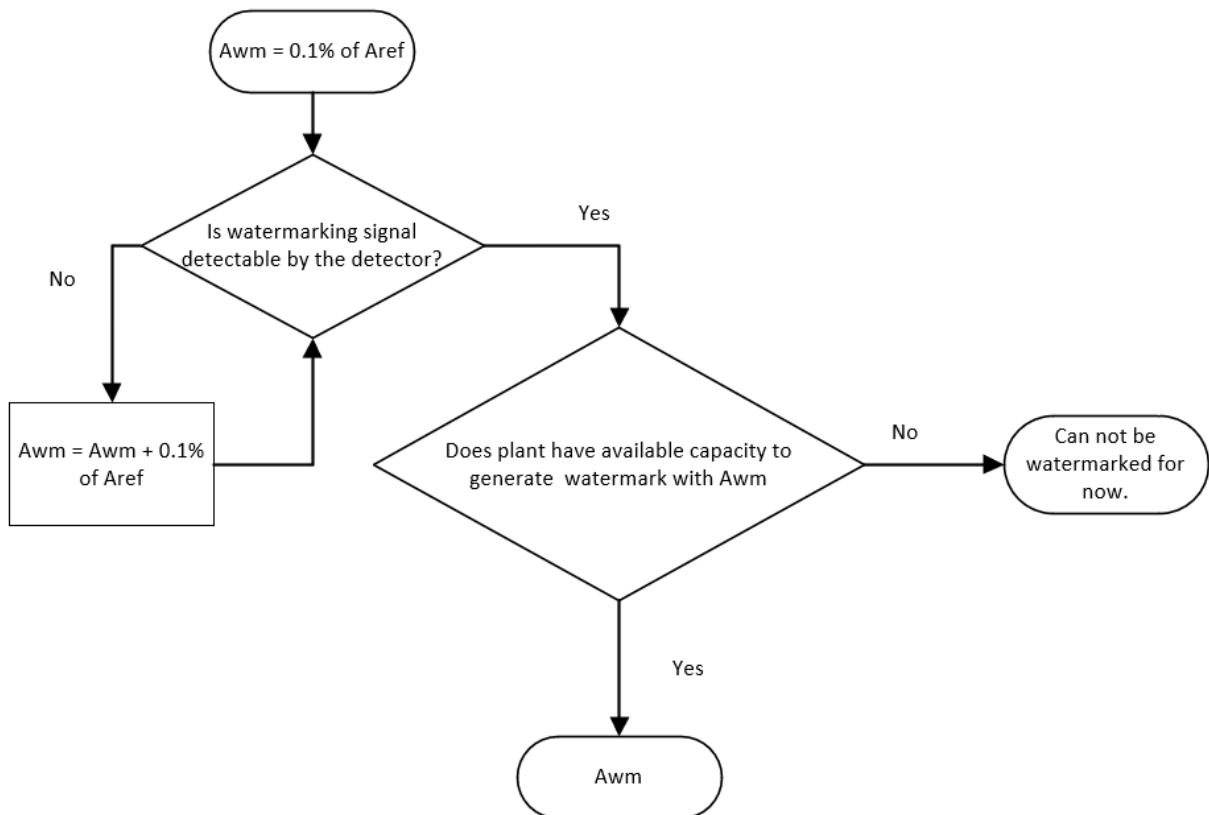 Awm = 0.1% of Aref
Is watermarking signal
detectable by the detector?
Yes
No
Awm = Awm + 0.1%
of Aref
Does plant have available capacity to
generate  watermark with Awm
No
Can not be
watermarked for
now.
Yes
Awm